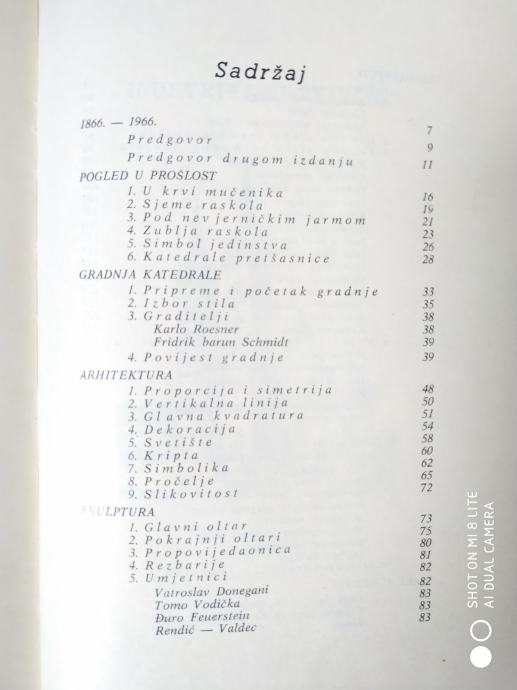 Sadržaj
1866. — 1966. 7
Predgovor 9
Predgovor drugom izdanju 11
POGLED U PROŠLOST
1. U krvi mučenika 16
2. Sjeme raskola 19
3. Pod nevjerničkim jarmom 21
4. Zublja raskola 23
5. Simbol jedinstva 26
6. Katedrale pretšasnice 28
GRADNJA KATEDRALE
1. Pripreme i početak gradnje 33
2. Izbor stila 35
3. Graditelji 38
Karlo Roesner 38
Fridrik barun Schmidt 39
4. Povijest gradnje 39
ARHITEKTURA
1. Proporcija i simetrija 48
2. Vertikalna linija 50
3. Glavna kvadratura 51
4. Dekoracija 54
5. Svetište 58
6. Kripta 60
7. Simbolika 62
8. Pročelje 65
9. Slikovitost 72
SKULPTURA
1. Glavni oltar 73
2. Pokrajnji oltari 75
3. Propovijedaonica 80
4. Rezbarije 81
5. Umjetnici 82
Vatroslav Donegani 82
Tomo Vodička 83
Đuro Feuerstein 83
Rendić — Valdec 83
SHOT ON MI 8 LITE
AI DUAL CAMERA